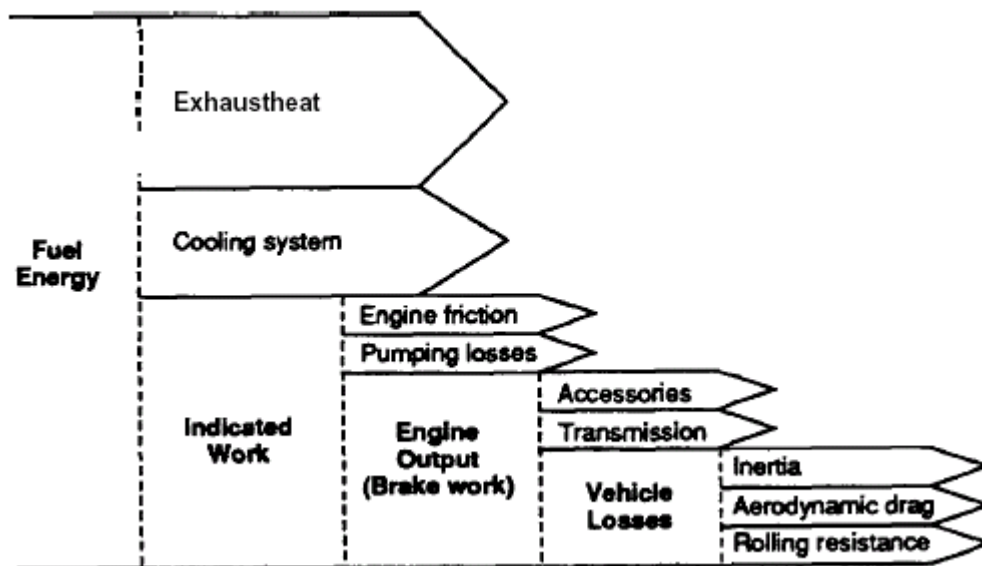 Exhaustheat
Cooling system
Fuel
Energy
Engine friction
Pumping losses
Accessories
Transmission
Indicated
Work
Engine
Output
(Brake work)
Inertia
Aerodynamic drag
Rolling resistance
Vehicle
Losses